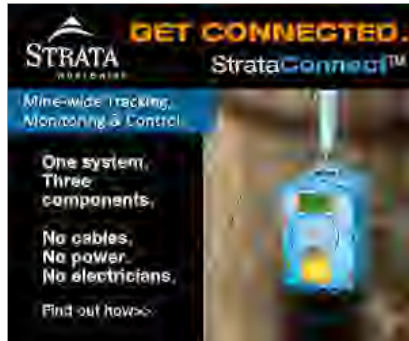 GET CONNECTED.
STRATA
WORLDWIDE
StrataConnect™
Mine-wide Tracking,
Monitoring & Control
One system.
Three
components.
No cables.
No power.
No electricians.
Find out how>>